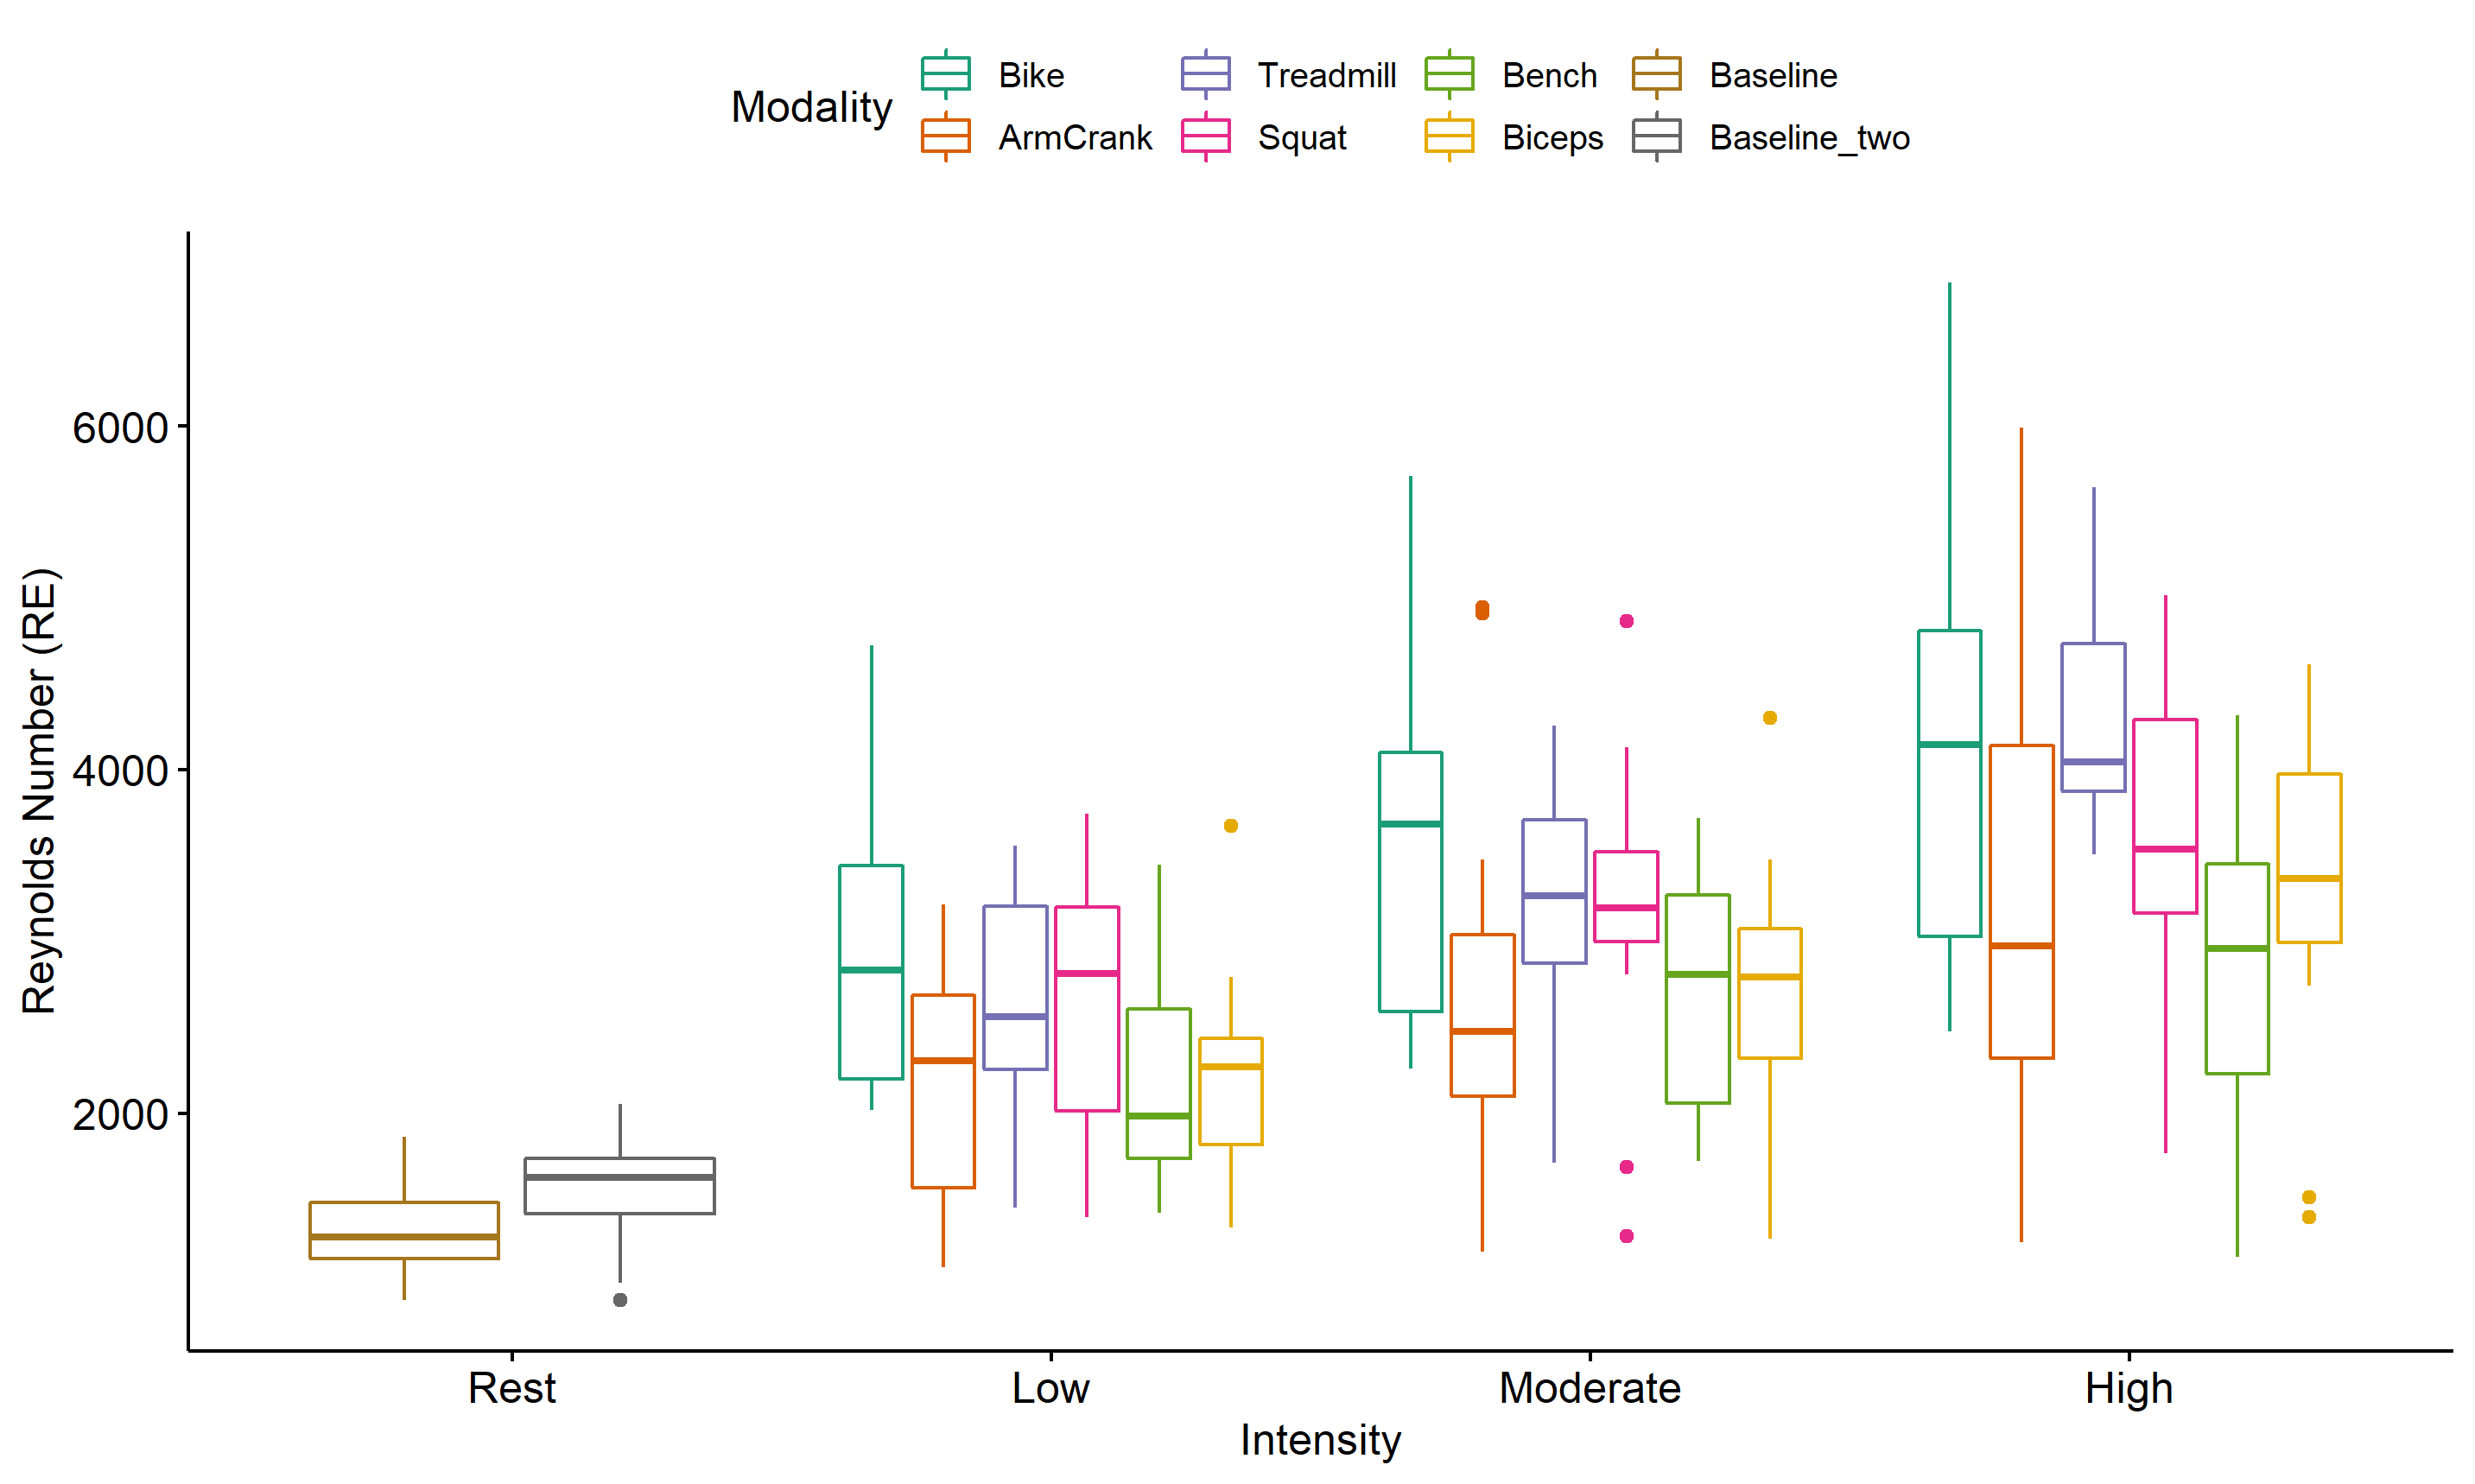 Modality
Bike Treadmill Bench Baseline
ArmCrank Squat Biceps Baseline_two
Reynolds Number (RE)
6000
4000
2000
Rest Low Moderate High
Intensity